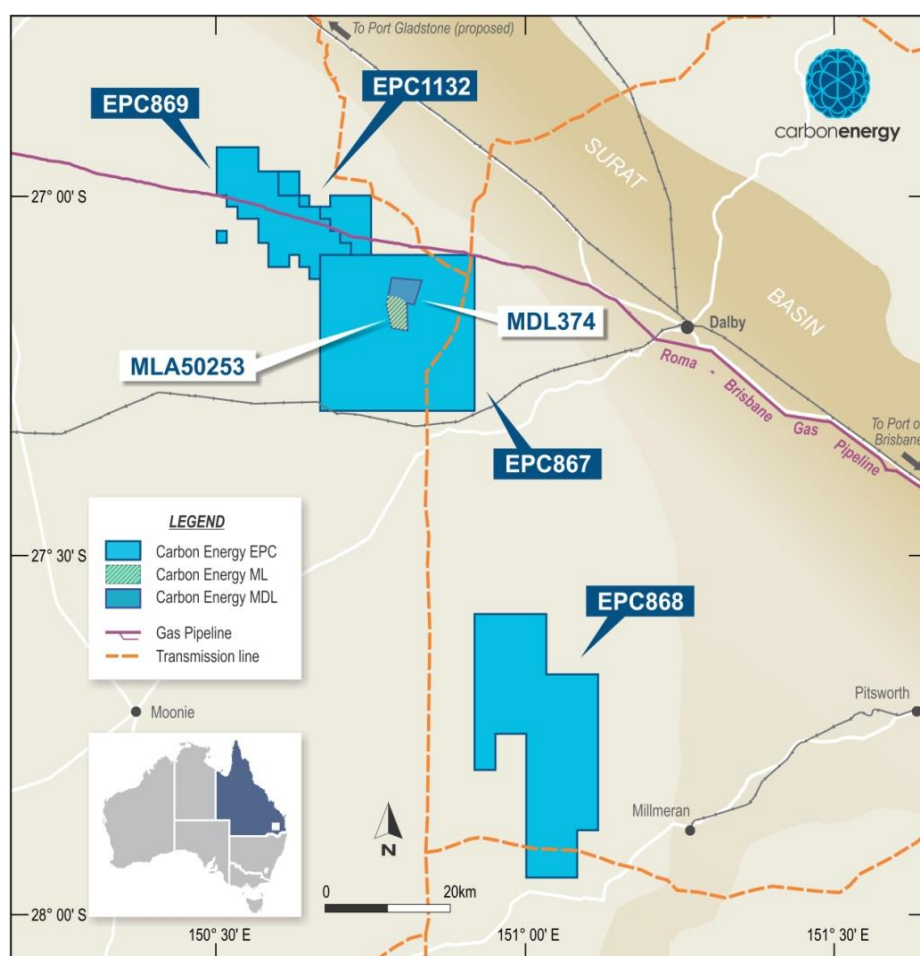 To Port Gladstone (proposed)
carbonenergy
EPC1132
EPC869
SURAT
BASIN
27° 00' S
MDL374
Dalby
MLA50253
Roma - Brisbane Gas Pipeline
To Port o
Brisbane
EPC867
LEGEND
Carbon Energy EPC
Carbon Energy ML
Carbon Energy MDL
Gas Pipeline
Transmission line
27° 30' S
EPC868
Moonie
Pitsworth
Millmeran
N
0
20km
28° 00' S
150° 30' E
151° 00' E
151° 30' E